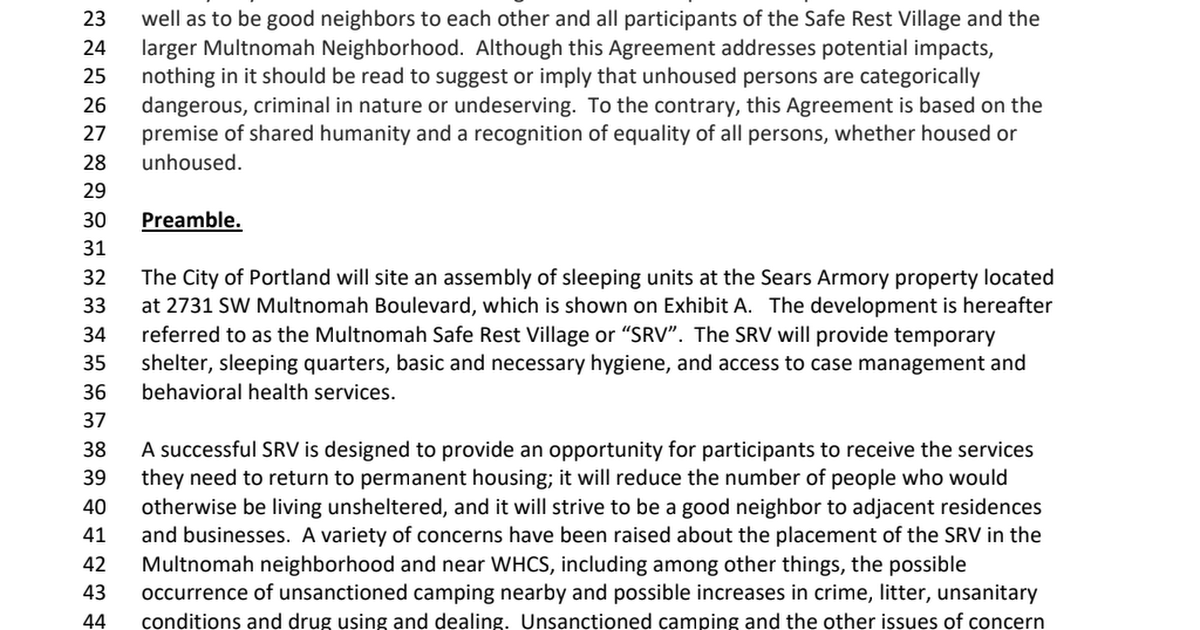 23 well as to be good neighbors to each other and all participants of the Safe Rest Village and the
24 larger Multnomah Neighborhood.  Although this Agreement addresses potential impacts,
25 nothing in it should be read to suggest or imply that unhoused persons are categorically
26 dangerous, criminal in nature or undeserving.  To the contrary, this Agreement is based on the
27 premise of shared humanity and a recognition of equality of all persons, whether housed or
28 unhoused.
29
30 Preamble.
31
32 The City of Portland will site an assembly of sleeping units at the Sears Armory property located
33 at 2731 SW Multnomah Boulevard, which is shown on Exhibit A.   The development is hereafter
34 referred to as the Multnomah Safe Rest Village or “SRV”.  The SRV will provide temporary
35 shelter, sleeping quarters, basic and necessary hygiene, and access to case management and
36 behavioral health services.
37
38 A successful SRV is designed to provide an opportunity for participants to receive the services
39 they need to return to permanent housing; it will reduce the number of people who would
40 otherwise be living unsheltered, and it will strive to be a good neighbor to adjacent residences
41 and businesses.  A variety of concerns have been raised about the placement of the SRV in the
42 Multnomah neighborhood and near WHCS, including among other things, the possible
43 occurrence of unsanctioned camping nearby and possible increases in crime, litter, unsanitary
44 conditions and drug using and dealing.  Unsanctioned camping and the other issues of concern